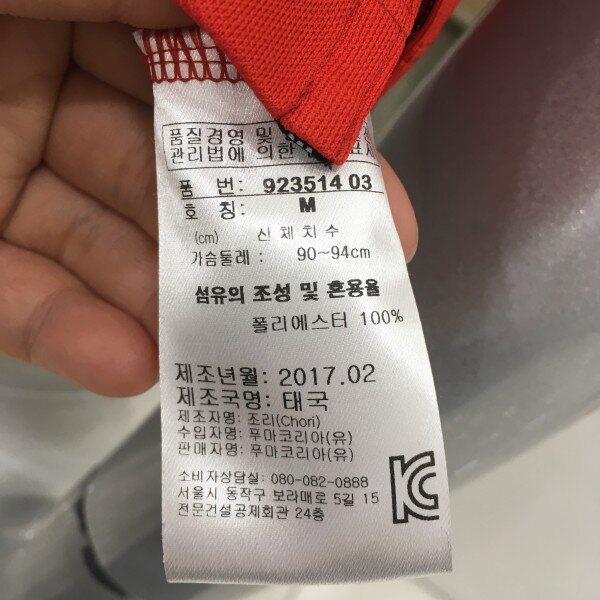 품질경영 및
관리법에 의한
품 번: 923514 03
호 칭: M
(cm) 신체치수
가슴둘레 : 90~94cm
섬유의 조성 및 혼용율
폴리에스터 100%
제조년월: 2017.02
제조국명: 태국
제조자명: 조리(Chori)
수입자명: 푸마코리아(유)
판매자명: 푸마코리아(유)
소비자상담실: 080-082-0888
서울시 동작구 보라매로 5길 15
전문건설공제회관 24층
KC